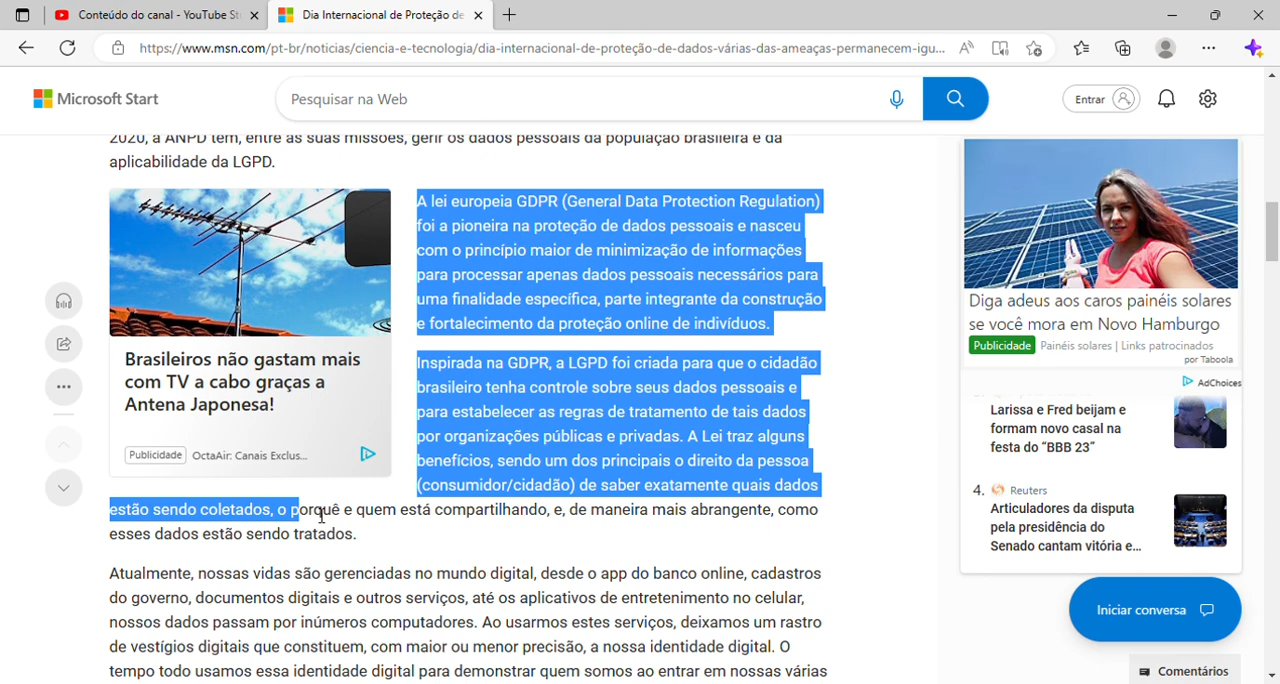 Conteúdo do canal - YouTube St
Dia Internacional de Proteção de
https://www.msn.com/pt-br/noticias/ciencia-e-tecnologia/dia-internacional-de-proteção-de-dados-várias-das-ameaças-permanecem-igu...
Microsoft Start
Pesquisar na Web
Entrar
2020, a ANPD tem, entre as suas missões, gerir os dados pessoais da população brasileira e da
aplicabilidade da LGPD.
A lei europeia GDPR (General Data Protection Regulation)
foi a pioneira na proteção de dados pessoais e nasceu
com o princípio maior de minimização de informações
para processar apenas dados pessoais necessários para
uma finalidade específica, parte integrante da construção
e fortalecimento da proteção online de indivíduos.
Brasileiros não gastam mais
com TV a cabo graças a
Antena Japonesa!
Publicidade OctaAir: Canais Exclus...
Inspirada na GDPR, a LGPD foi criada para que o cidadão
brasileiro tenha controle sobre seus dados pessoais e
para estabelecer as regras de tratamento de tais dados
por organizações públicas e privadas. A Lei traz alguns
benefícios, sendo um dos principais o direito da pessoa
(consumidor/cidadão) de saber exatamente quais dados
estão sendo coletados, o porquê e quem está compartilhando, e, de maneira mais abrangente, como
esses dados estão sendo tratados.
Atualmente, nossas vidas são gerenciadas no mundo digital, desde o app do banco online, cadastros
do governo, documentos digitais e outros serviços, até os aplicativos de entretenimento no celular,
nossos dados passam por inúmeros computadores. Ao usarmos estes serviços, deixamos um rastro
de vestígios digitais que constituem, com maior ou menor precisão, a nossa identidade digital. O
tempo todo usamos essa identidade digital para demonstrar quem somos ao entrar em nossas várias
Diga adeus aos caros painéis solares
se você mora em Novo Hamburgo
Publicidade Painéis solares | Links patrocinados
por Taboola
AdChoices
Larissa e Fred beijam e
formam novo casal na
festa do “BBB 23”
4. Reuters
Articuladores da disputa
pela presidência do
Senado cantam vitória e...
Iniciar conversa
Comentários